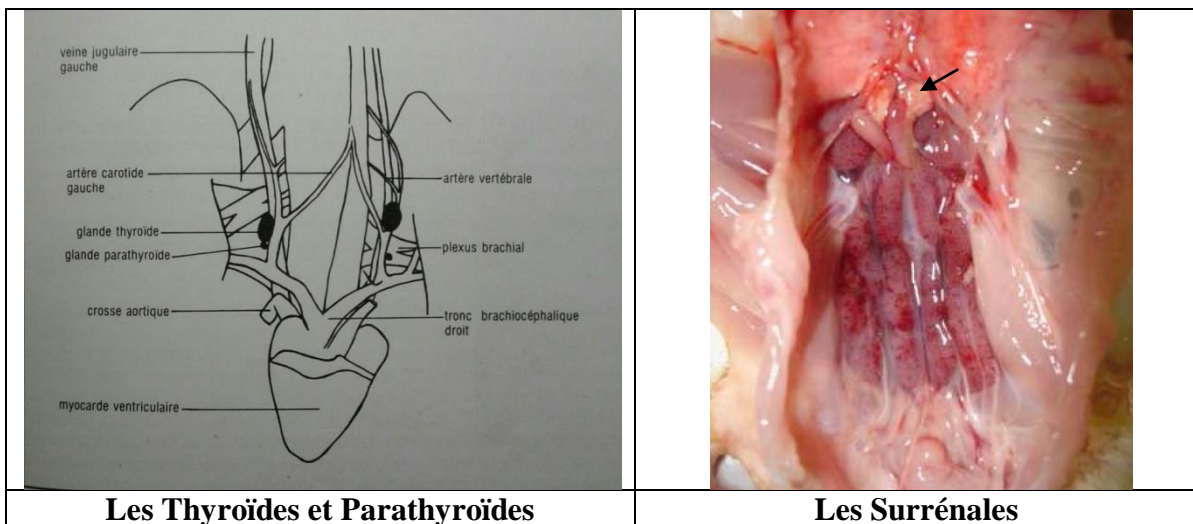 veine jugulaire
gauche
artère carotide
gauche
artère vertébrale
glande thyroïde
glande parathyroïde
plexus brachial
crosse aortique
tronc brachiocéphalique
droit
myocarde ventriculaire
Les Thyroïdes et Parathyroïdes
Les Surrénales